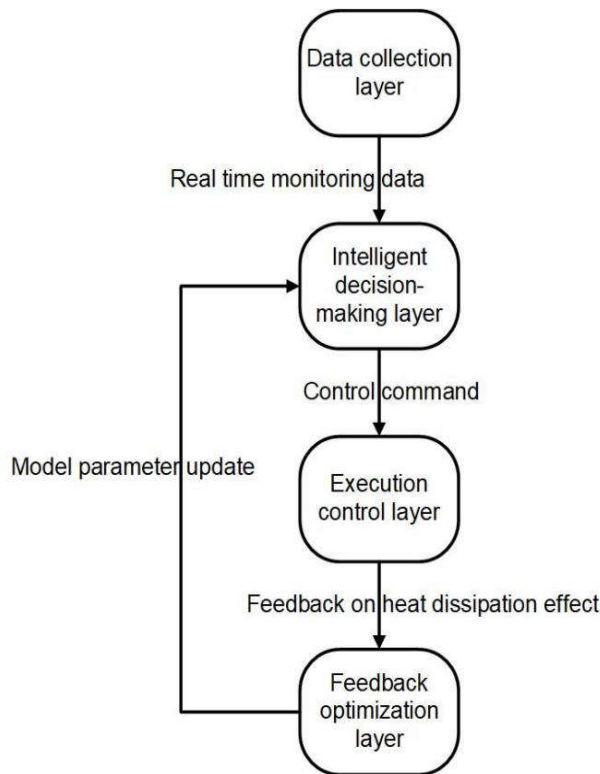 Data collection
layer
Real time monitoring data
Intelligent
decision-
making layer
Control command
Model parameter update
Execution
control layer
Feedback on heat dissipation effect
Feedback
optimization
layer